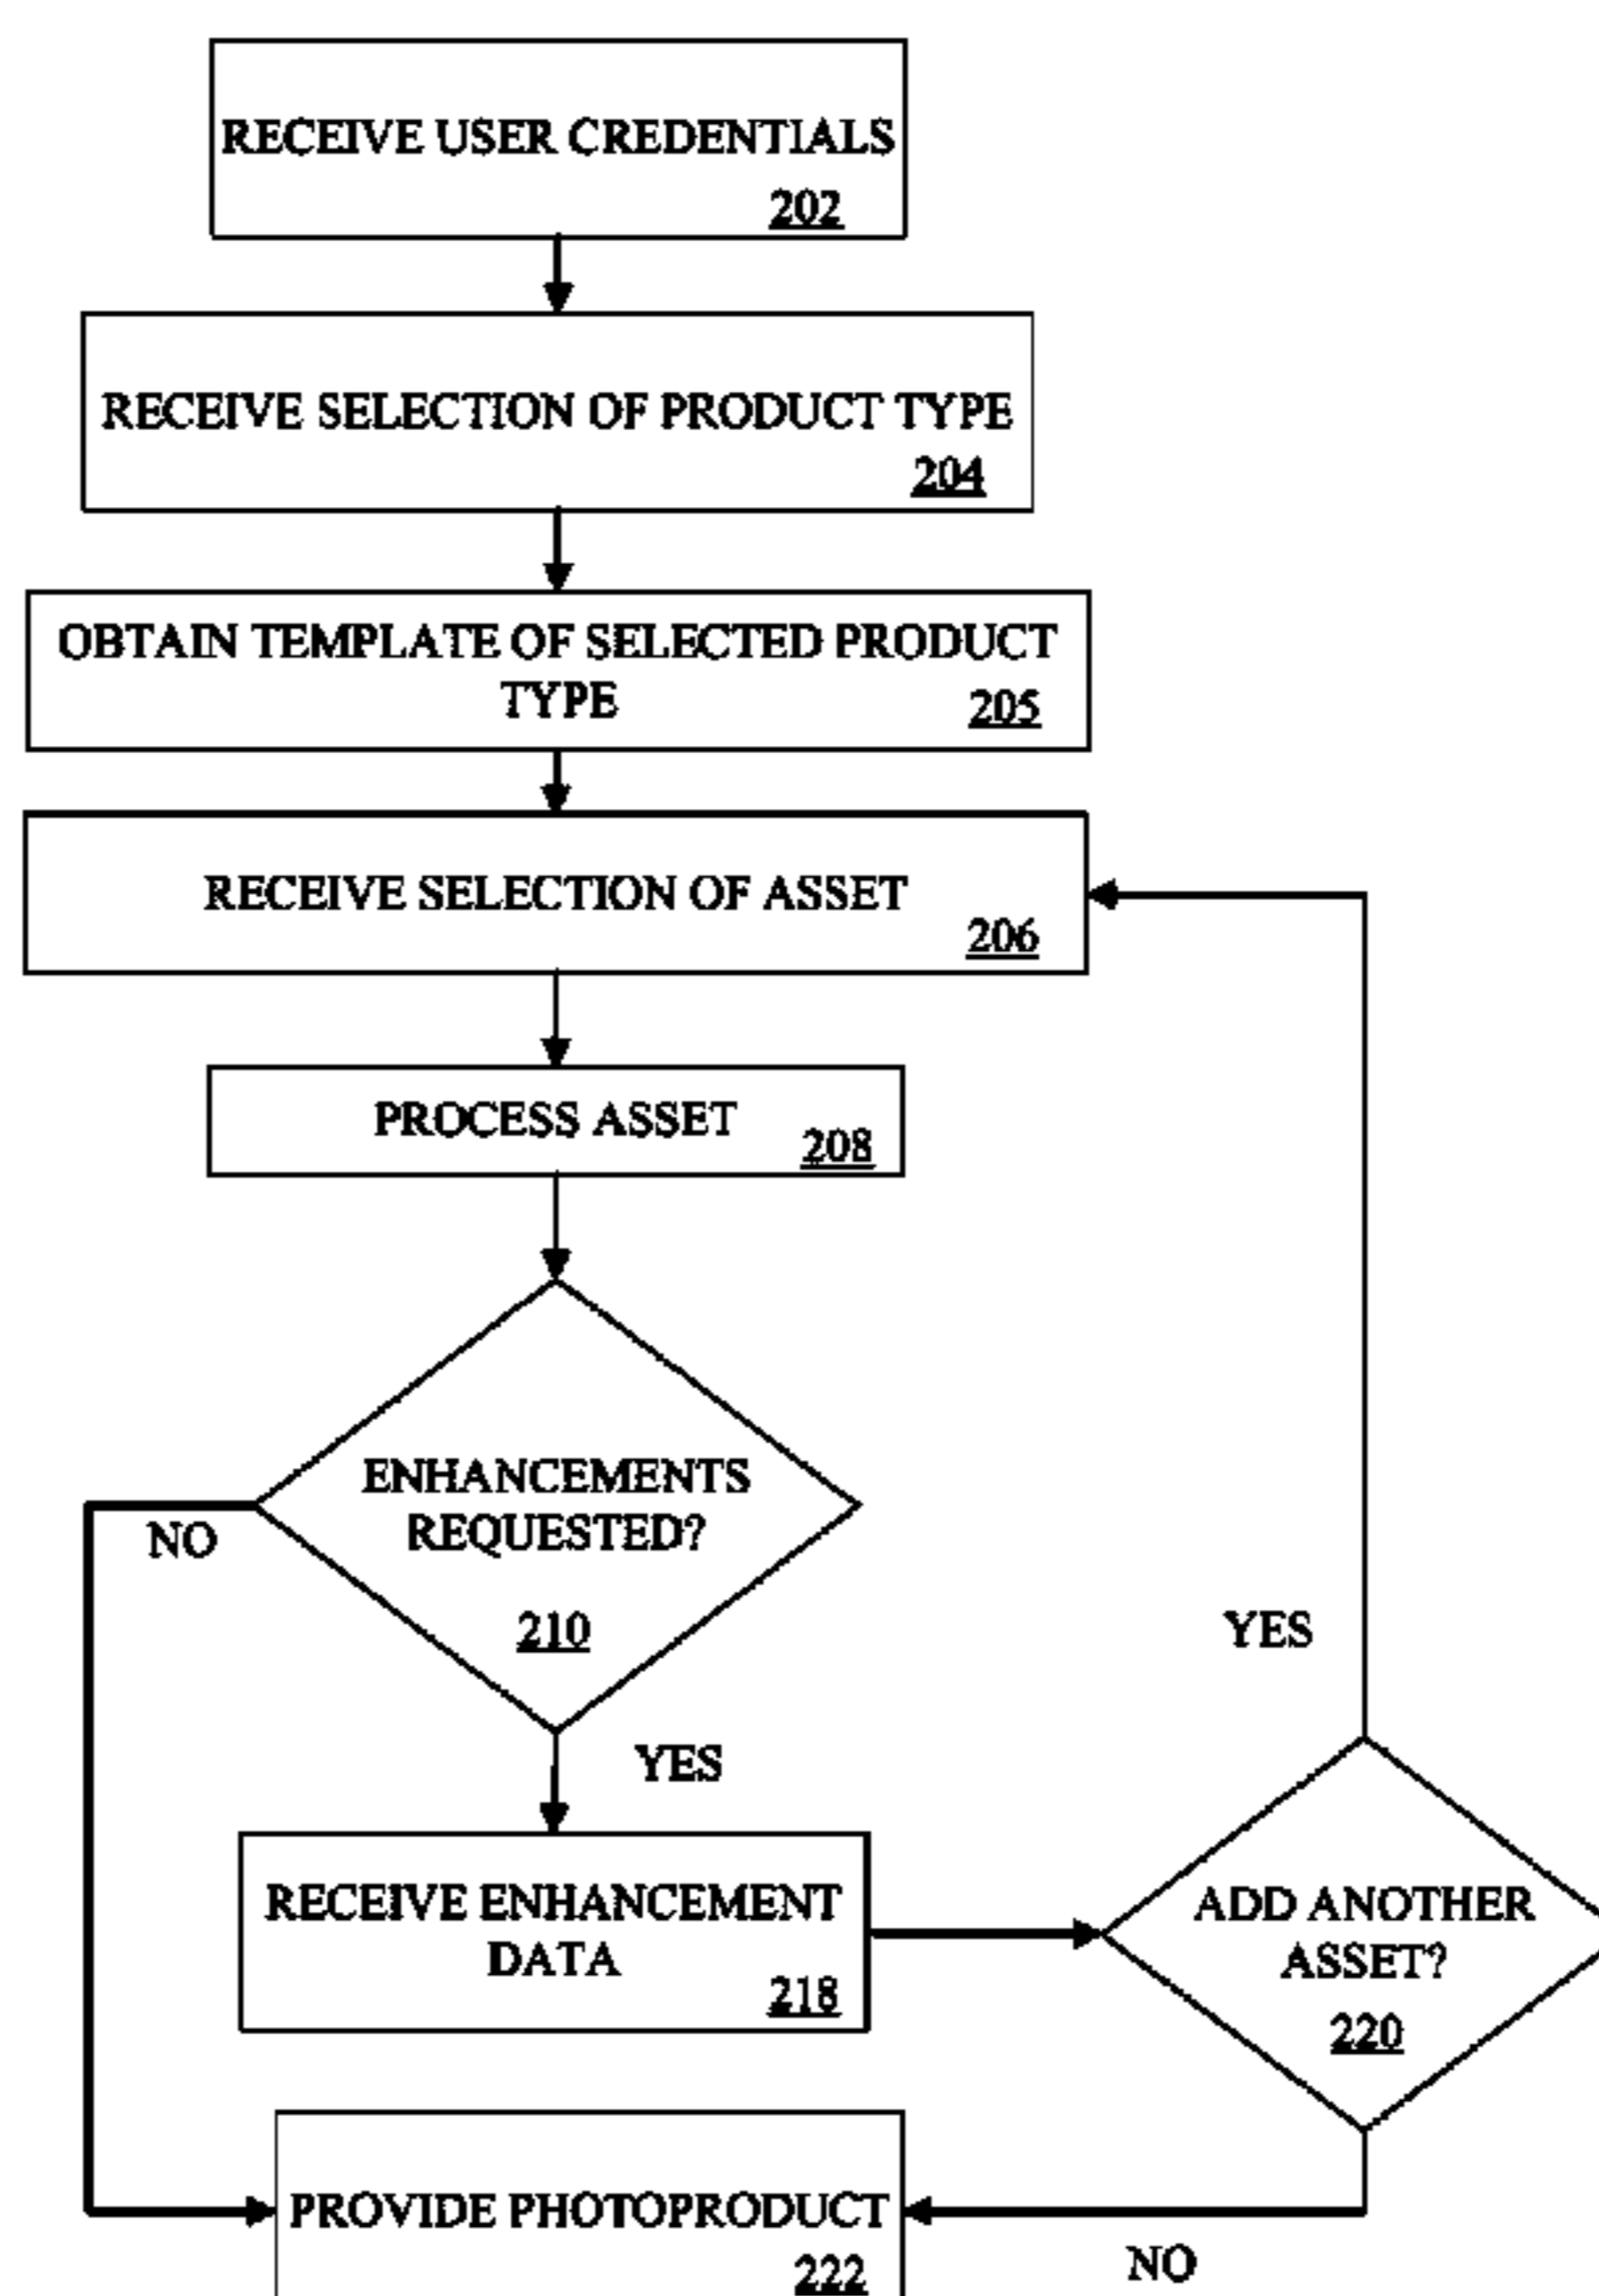 RECEIVE USER CREDENTIALS
202
RECEIVE SELECTION OF PRODUCT TYPE
204
OBTAIN TEMPLATE OF SELECTED PRODUCT
TYPE
205
RECEIVE SELECTION OF ASSET
206
PROCESS ASSET
208
ENHANCEMENTS
REQUESTED?
210
NO
YES
YES
RECEIVE ENHANCEMENT
DATA
218
ADD ANOTHER
ASSET?
220
PROVIDE PHOTOPRODUCT
222
NO